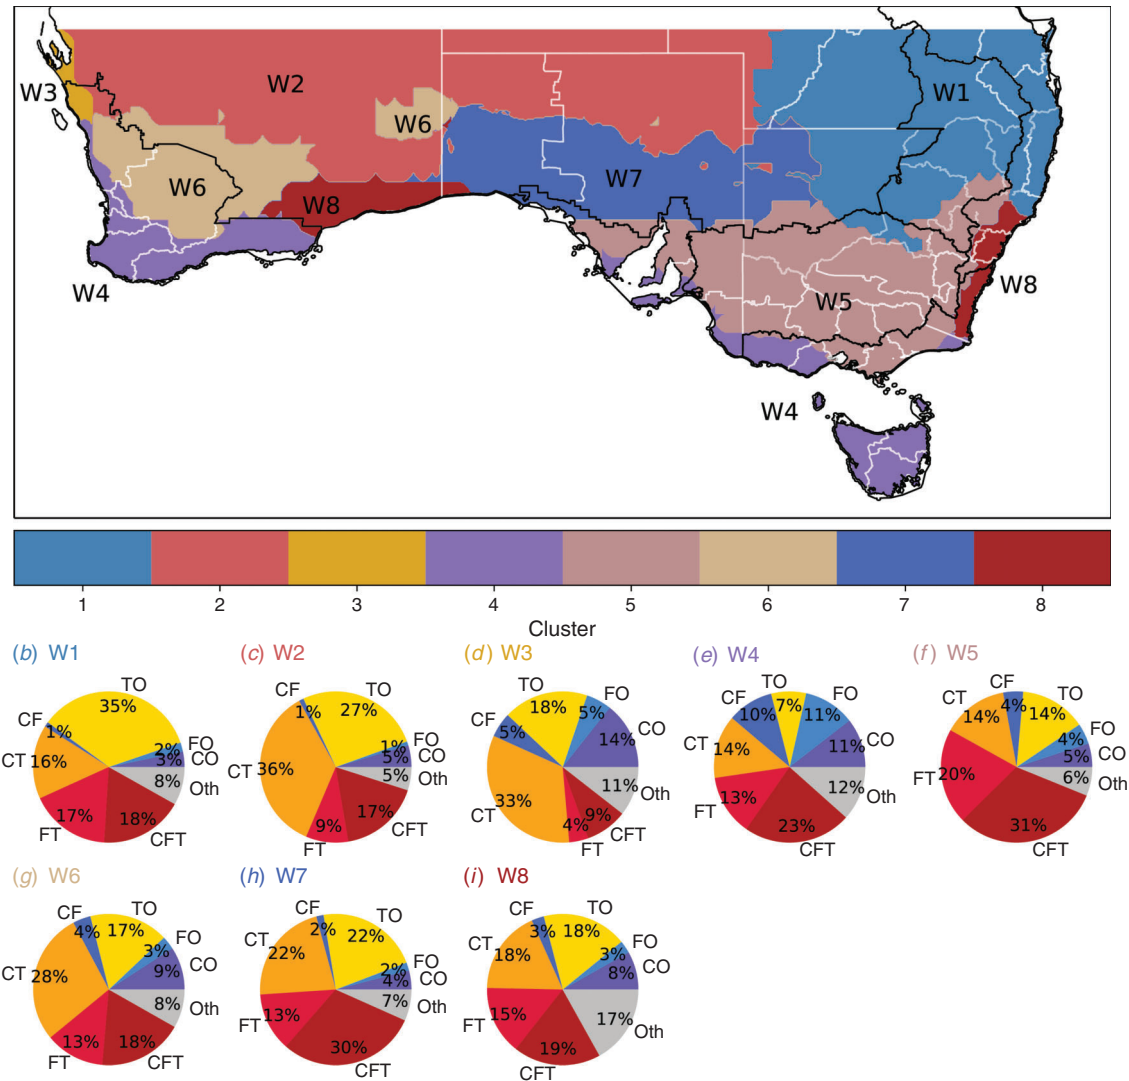 W3
W2
W1
W6
W6
W7
W8
W4
W8
W5
W4
1 2 3 4 5 6 7 8
Cluster
(b) W1 (c) W2 (d) W3 (e) W4 (f) W5
TO 35% CF 1% CT 16% FT 17% CFT 18% Oth 8% CO 3% FO 2%
TO 27% CF 1% CT 36% FT 9% CFT 17% Oth 5% CO 5% FO 1%
TO 18% CF 5% CT 33% FT 4% CFT 9% Oth 11% CO 14% FO 5%
TO 7% CF 10% CT 14% FT 13% CFT 23% Oth 12% CO 11% FO 11%
TO 14% CF 4% CT 14% FT 20% CFT 31% Oth 6% CO 5% FO 4%
(g) W6 (h) W7 (i) W8
TO 17% CF 4% CT 28% FT 13% CFT 18% Oth 8% CO 9% FO 3%
TO 22% CF 2% CT 22% FT 13% CFT 30% Oth 7% CO 4% FO 2%
TO 18% CF 3% CT 18% FT 15% CFT 19% Oth 17% CO 8% FO 3%